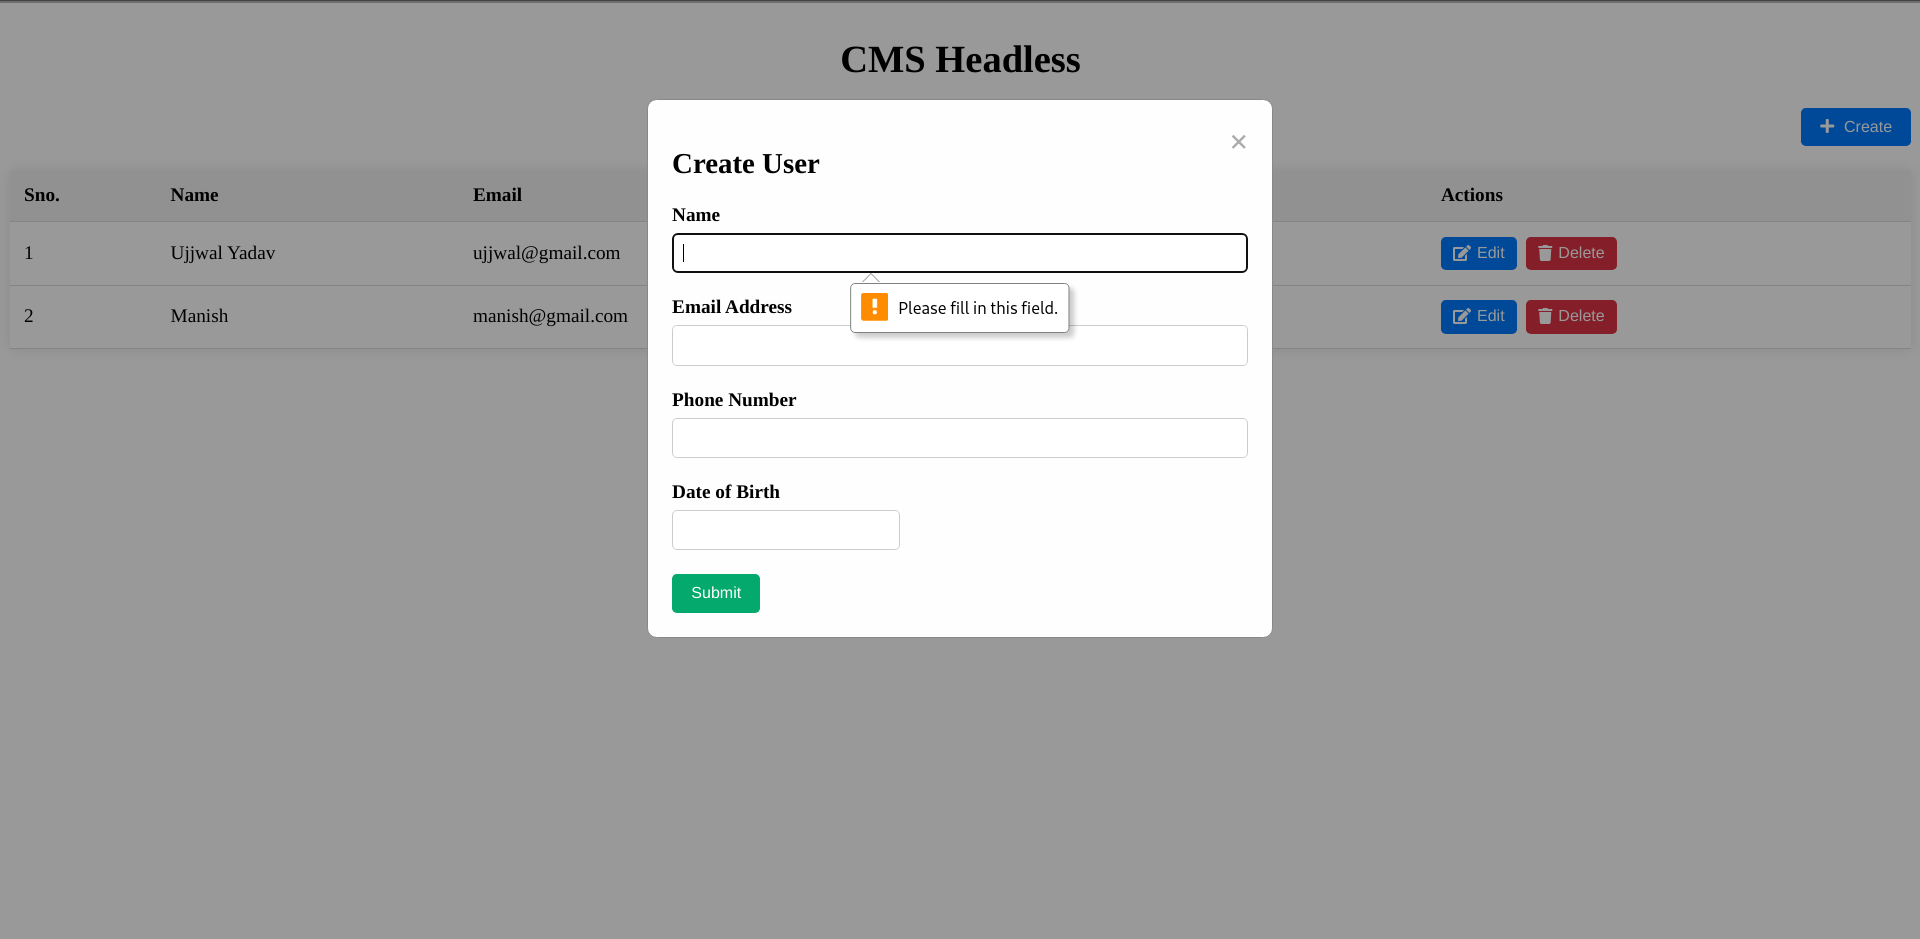 CMS Headless
Create
Sno. Name Email Actions
1 Ujjwal Yadav ujjwal@gmail.com Edit Delete
2 Manish manish@gmail.com Edit Delete
×
Create User
Name
Please fill in this field.
Email Address
Phone Number
Date of Birth
Submit